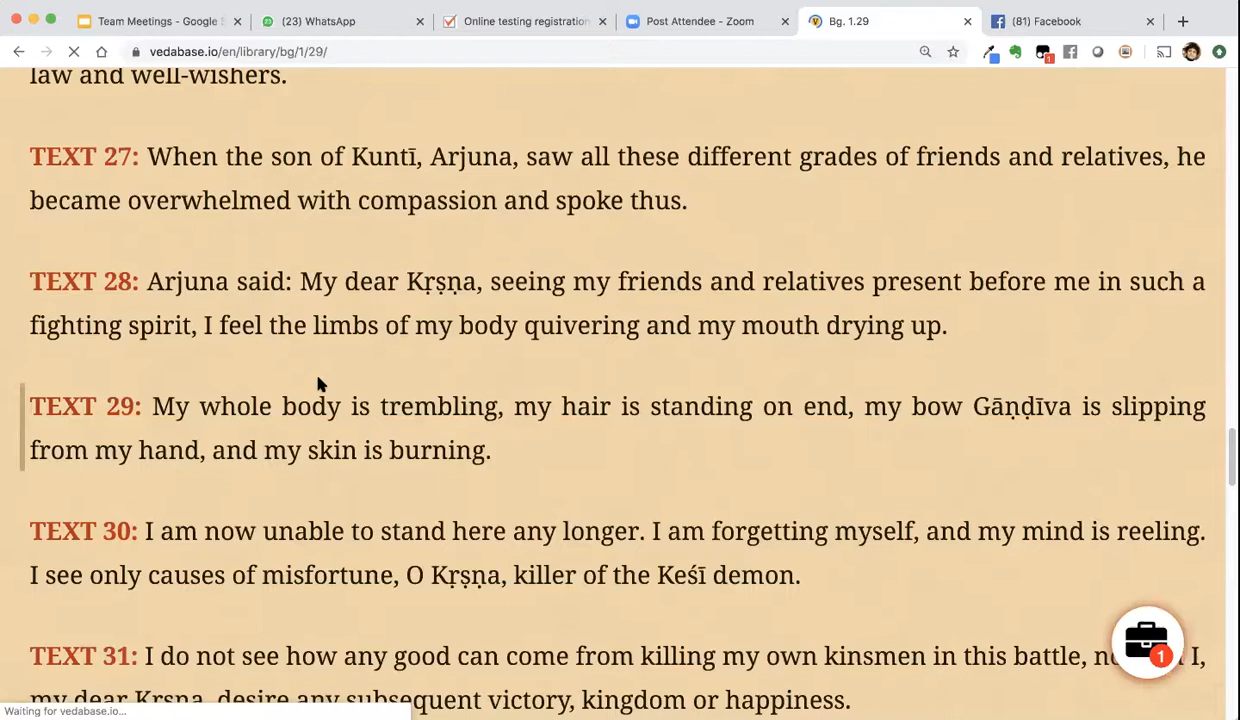 Team Meetings - Google S
(23) WhatsApp
Online testing registration
Post Attendee - Zoom
Bg. 1.29
(81) Facebook
vedabase.io/en/library/bg/1/29/
law and well-wishers.
TEXT 27: When the son of Kuntī, Arjuna, saw all these different grades of friends and relatives, he
became overwhelmed with compassion and spoke thus.
TEXT 28: Arjuna said: My dear Kṛṣṇa, seeing my friends and relatives present before me in such a
fighting spirit, I feel the limbs of my body quivering and my mouth drying up.
TEXT 29: My whole body is trembling, my hair is standing on end, my bow Gāṇḍīva is slipping
from my hand, and my skin is burning.
TEXT 30: I am now unable to stand here any longer. I am forgetting myself, and my mind is reeling.
I see only causes of misfortune, O Kṛṣṇa, killer of the Keśī demon.
TEXT 31: I do not see how any good can come from killing my own kinsmen in this battle, I,
my dear Kṛṣṇa, desire any subsequent victory, kingdom or happiness.
1
Waiting for vedabase.io...